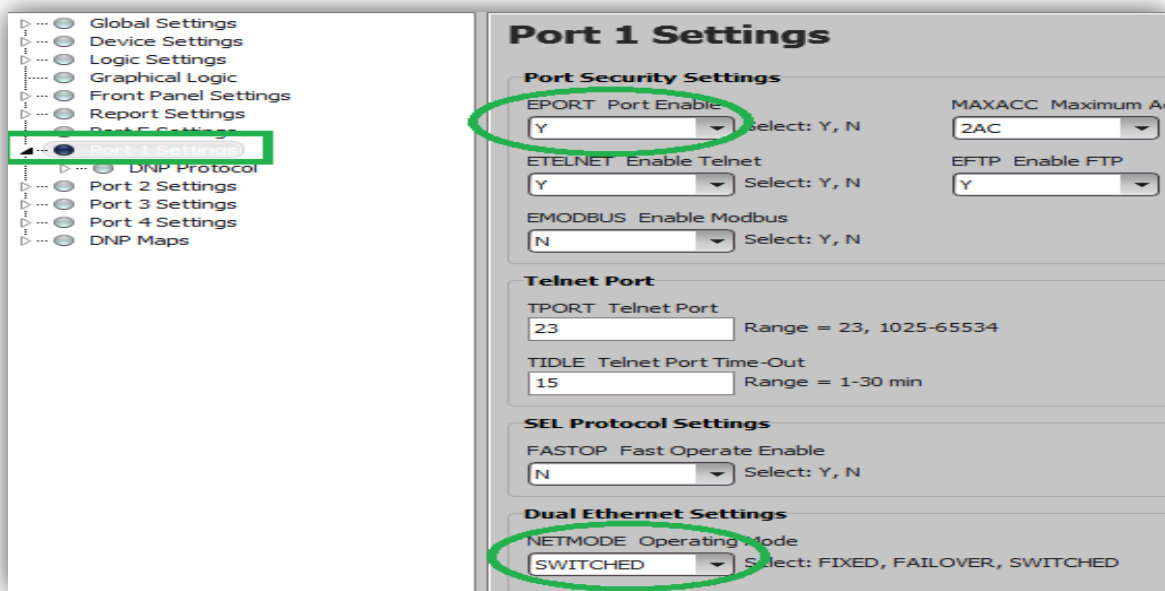 Global Settings
Device Settings
Logic Settings
Graphical Logic
Front Panel Settings
Report Settings
Port F Settings
Port 1 Settings
DNP Protocol
Port 2 Settings
Port 3 Settings
Port 4 Settings
DNP Maps
Port 1 Settings
Port Security Settings
EPORT Port Enable
MAXACC Maximum Ac
Y
Select: Y, N
2AC
ETELNET Enable Telnet
EFTP Enable FTP
Y
Select: Y, N
Y
EMODBUS Enable Modbus
N
Select: Y, N
Telnet Port
TPORT Telnet Port
23
Range = 23, 1025-65534
TIDLE Telnet Port Time-Out
15
Range = 1-30 min
SEL Protocol Settings
FASTOP Fast Operate Enable
N
Select: Y, N
Dual Ethernet Settings
NETMODE Operating Mode
SWITCHED
Select: FIXED, FAILOVER, SWITCHED